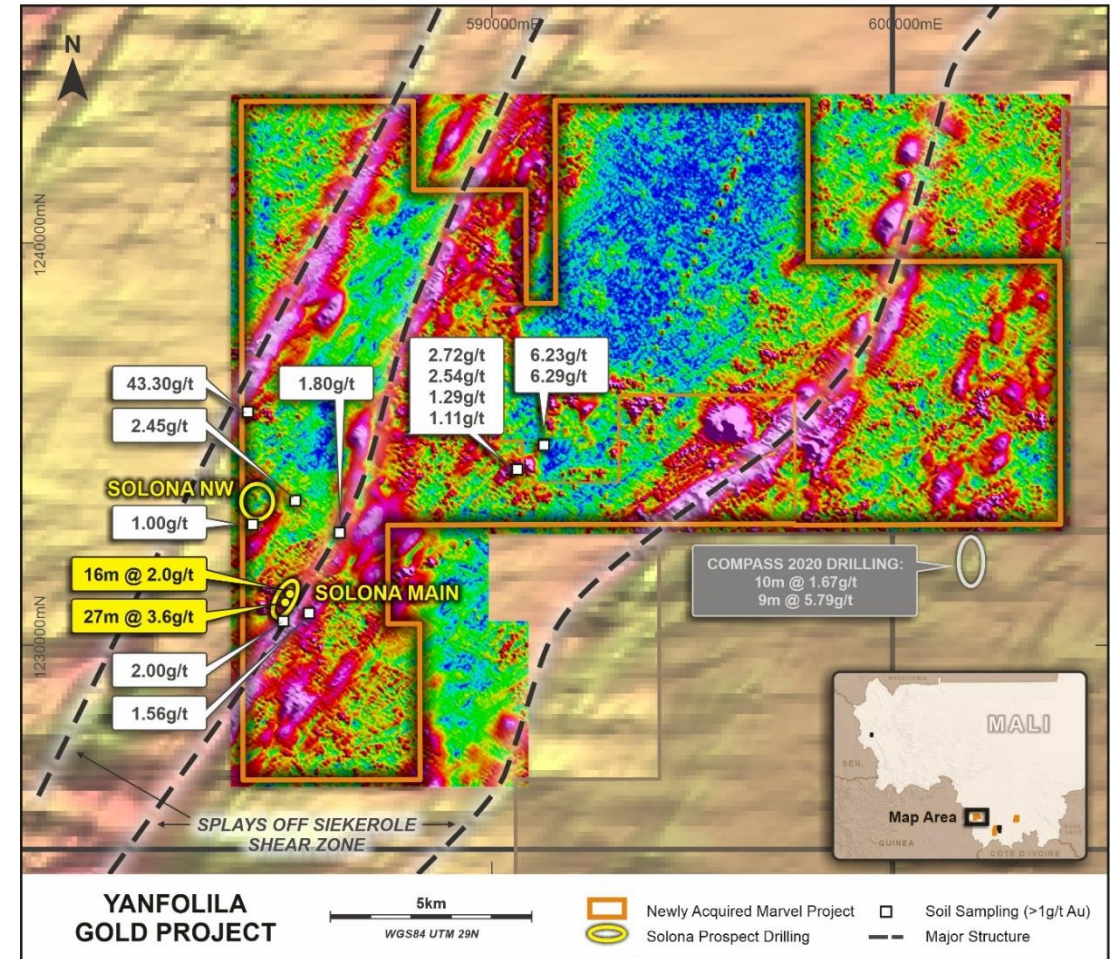 590000mE
600000mE
N
1240000mN
2.72g/t
2.54g/t
1.29g/t
1.11g/t
6.23g/t
6.29g/t
43.30g/t
1.80g/t
2.45g/t
SOLONA NW
1.00g/t
16m @ 2.0g/t
SOLONA MAIN
27m @ 3.6g/t
COMPASS 2020 DRILLING:
10m @ 1.67g/t
9m @ 5.79g/t
1230000mN
2.00g/t
1.56g/t
SPLAYS OFF SIEKEROLE
SHEAR ZONE
MALI
SEN.
Map Area
GUINEA
COTE D'IVOIRE
YANFOLILA
GOLD PROJECT
5km
WGS84 UTM 29N
Newly Acquired Marvel Project
Solona Prospect Drilling
Soil Sampling (>1g/t Au)
Major Structure